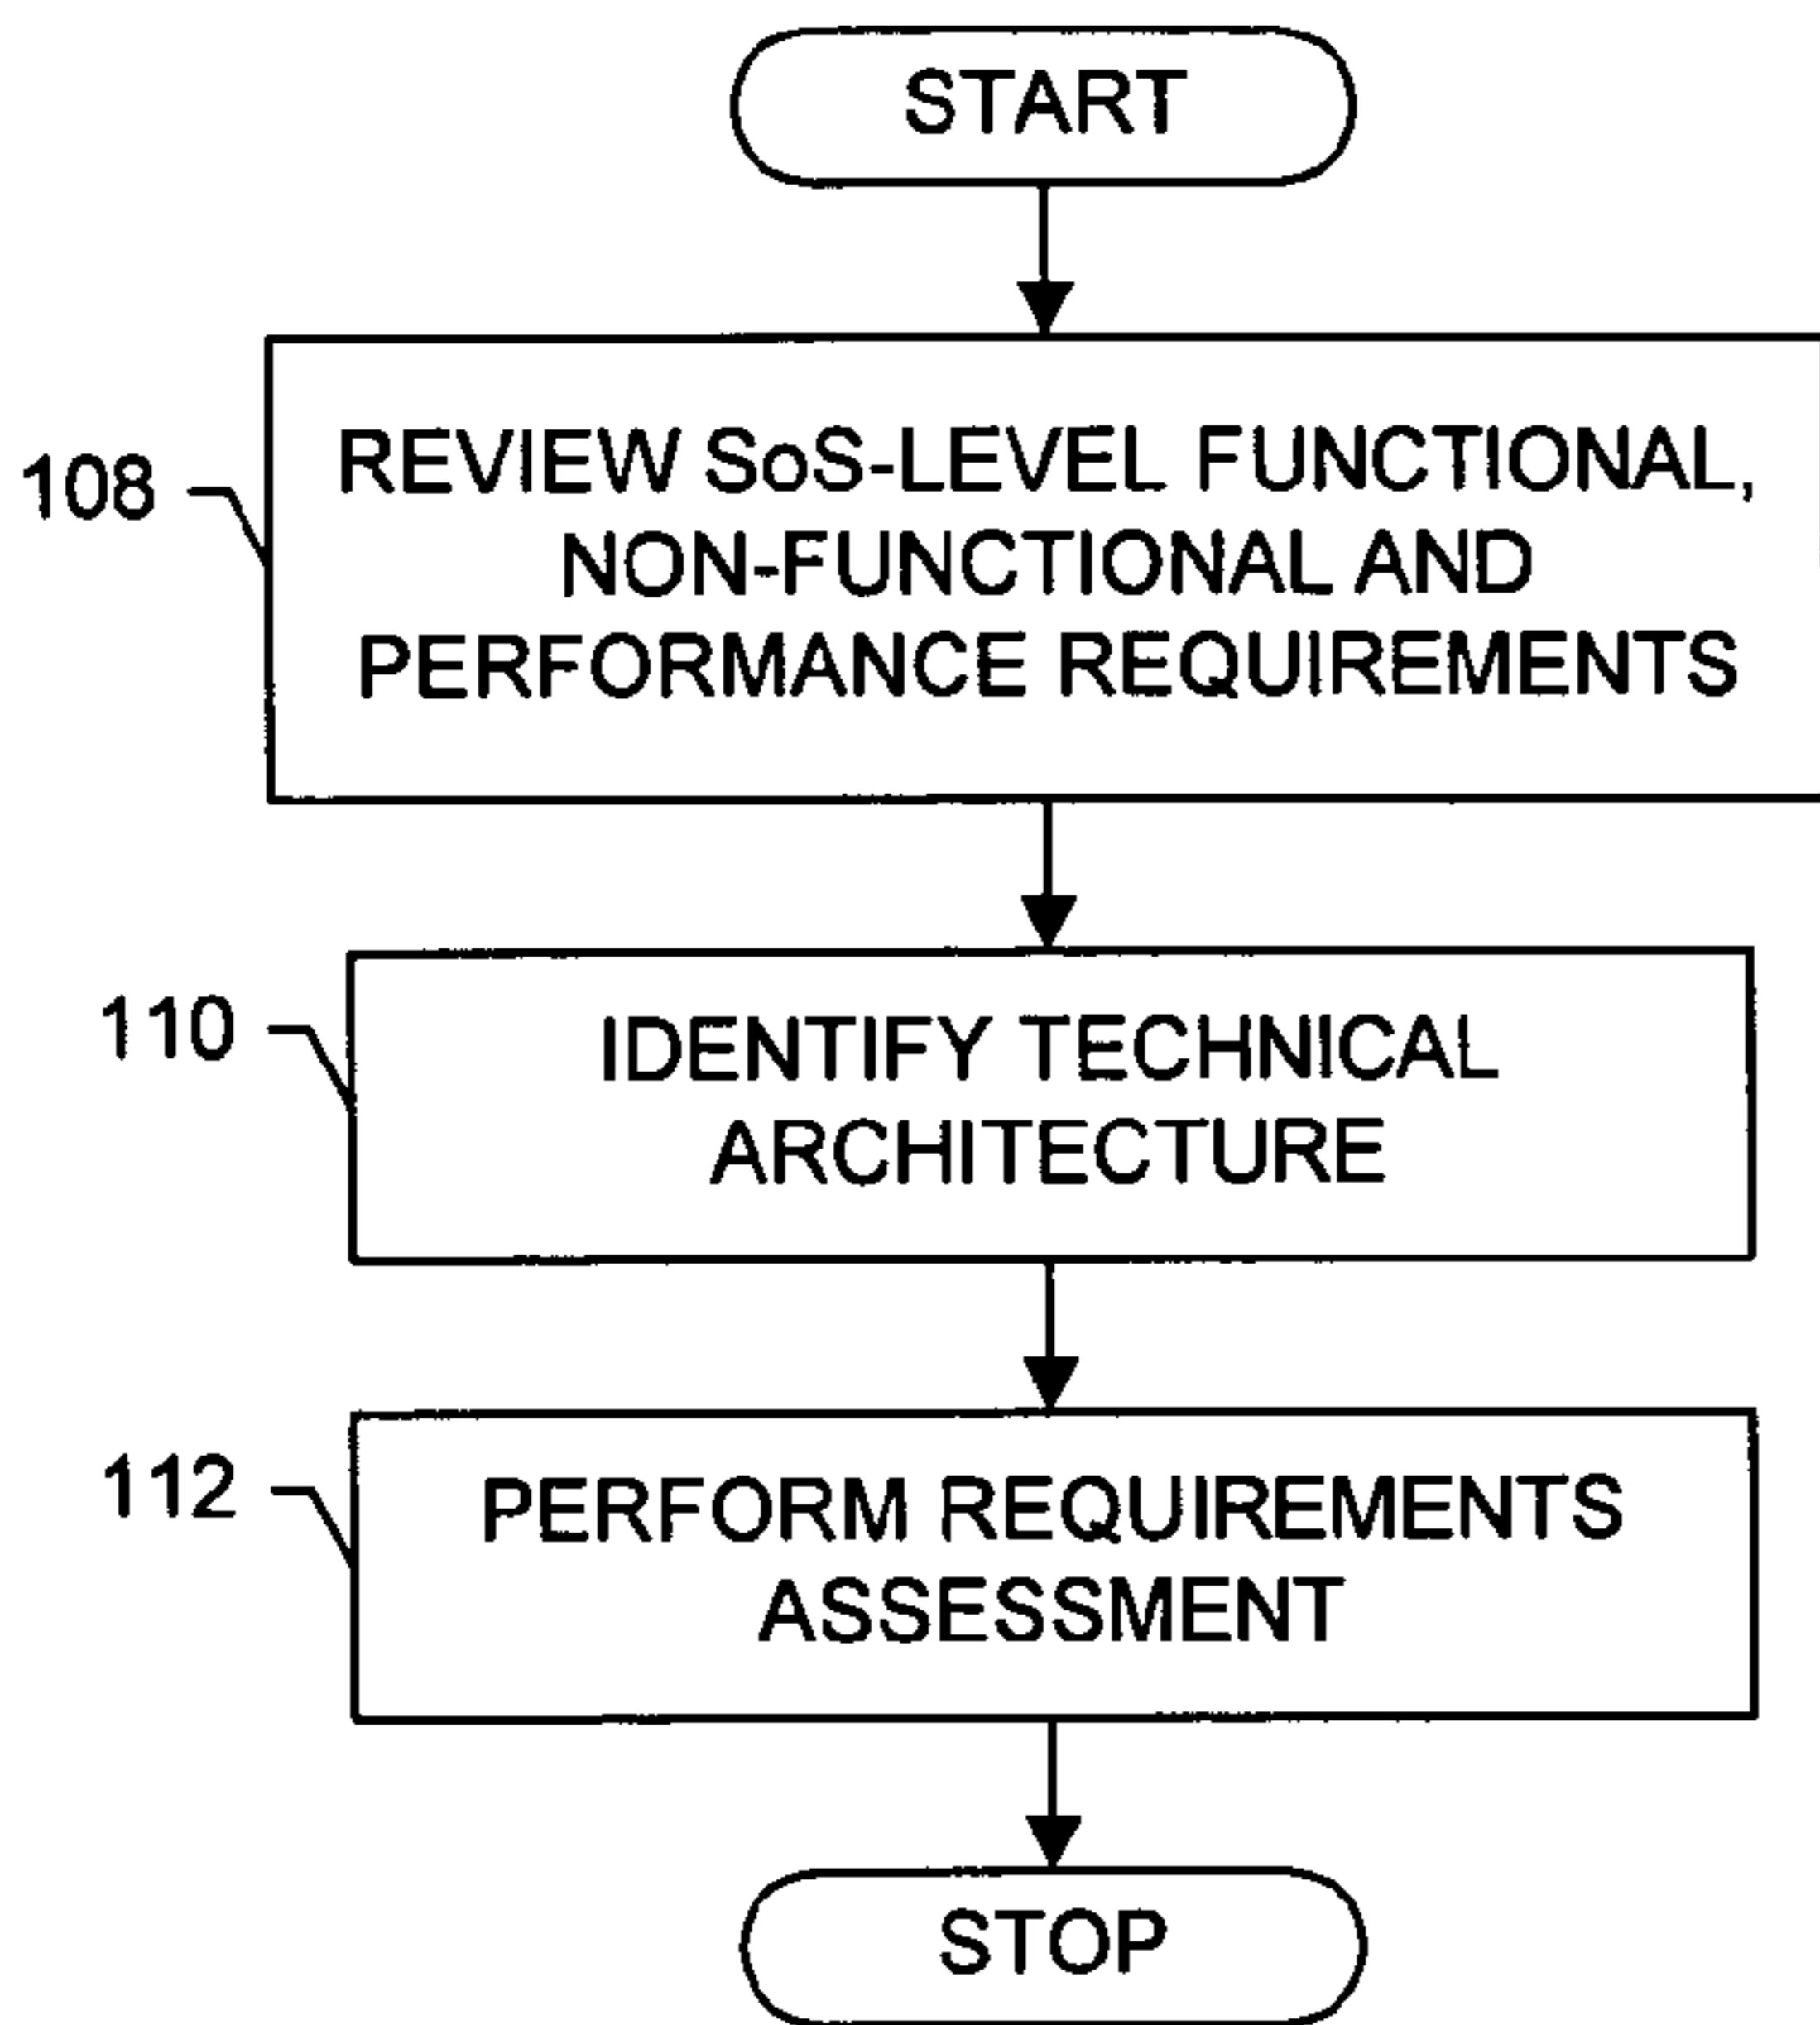 START
108
REVIEW SoS-LEVEL FUNCTIONAL,
NON-FUNCTIONAL AND
PERFORMANCE REQUIREMENTS
110
IDENTIFY TECHNICAL
ARCHITECTURE
112
PERFORM REQUIREMENTS
ASSESSMENT
STOP